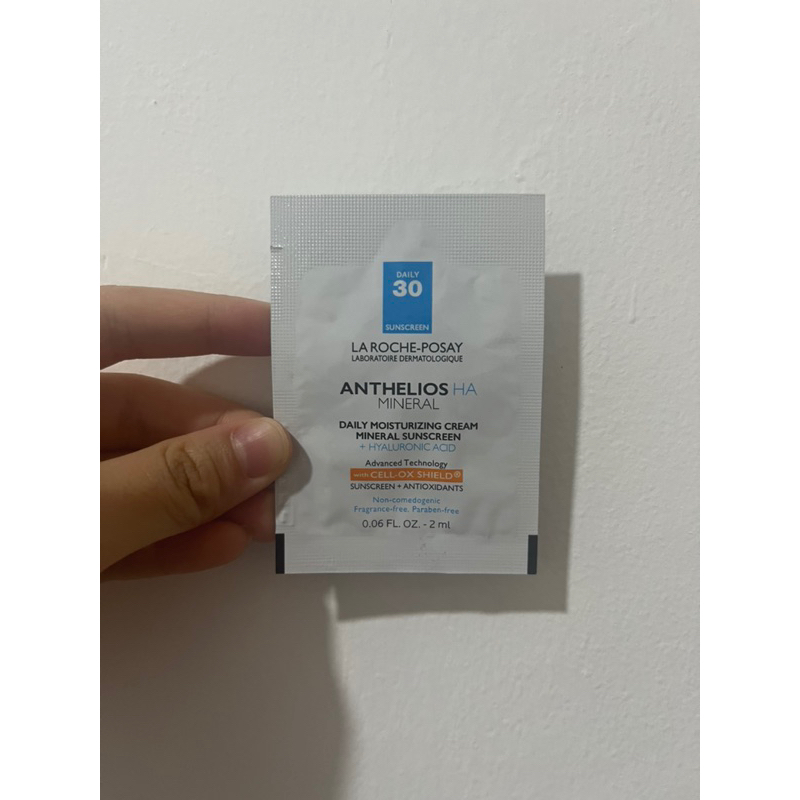 DAILY
30
SUNSCREEN
LA ROCHE-POSAY
LABORATOIRE DERMATOLOGIQUE
ANTHELIOS HA
MINERAL
DAILY MOISTURIZING CREAM
MINERAL SUNSCREEN
+ HYALURONIC ACID
Advanced Technology
with CELL-OX SHIELD®
SUNSCREEN + ANTIOXIDANTS
Non-comedogenic
Fragrance-free. Paraben-free
0.06 FL. OZ. - 2 ml